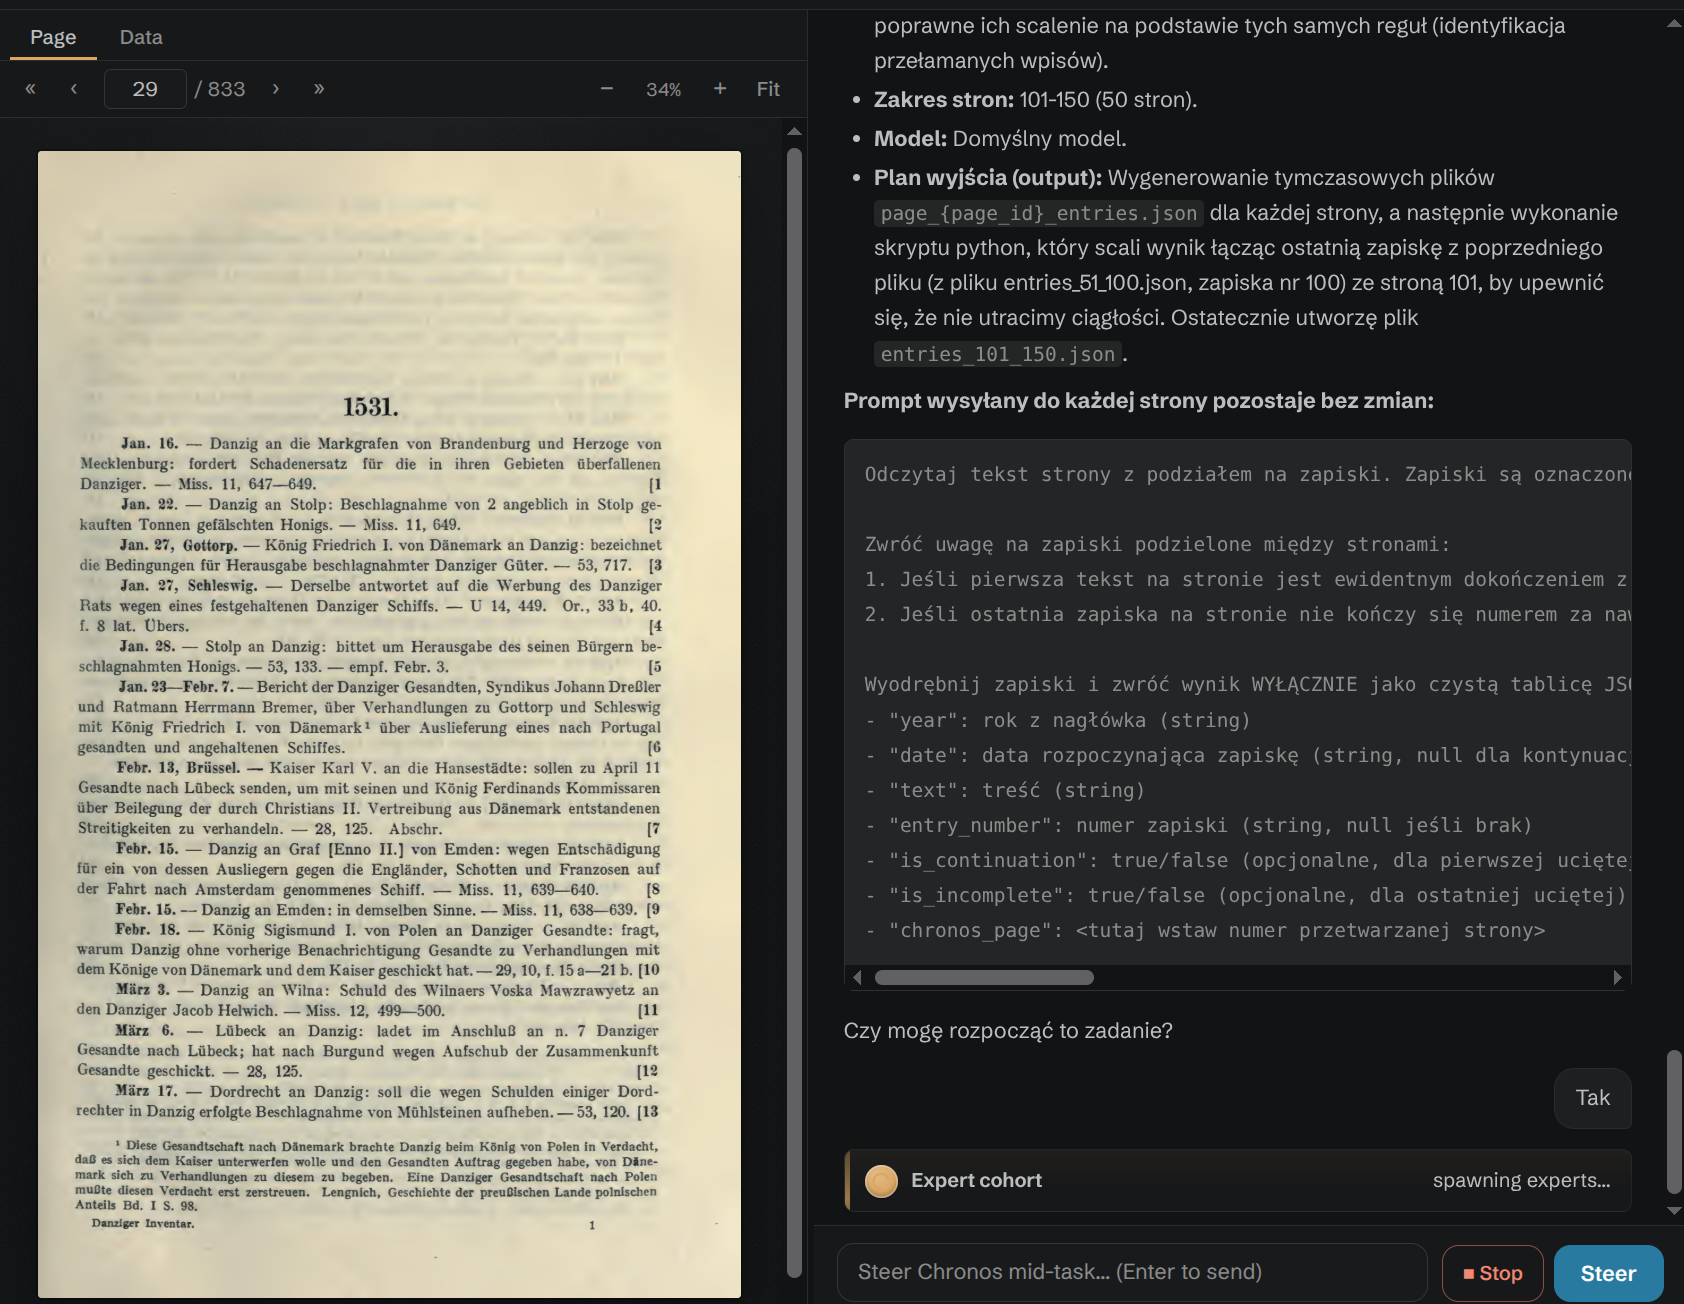 Page Data
« ‹ 29 / 833 › » − 34% + Fit
1531.
Jan. 16. — Danzig an die Markgrafen von Brandenburg und Herzoge von
Mecklenburg: fordert Schadenersatz für die in ihren Gebieten überfallenen
Danziger. — Miss. 11, 647—649. [1
Jan. 22. — Danzig an Stolp: Beschlagnahme von 2 angeblich in Stolp ge-
kauften Tonnen gefälschten Honigs. — Miss. 11, 649. [2
Jan. 27, Gottorp. — König Friedrich I. von Dänemark an Danzig: bezeichnet
die Bedingungen für Herausgabe beschlagnahmter Danziger Güter. — 53, 717. [3
Jan. 27, Schleswig. — Derselbe antwortet auf die Werbung des Danziger
Rats wegen eines festgehaltenen Danziger Schiffs. — U 14, 449. Or., 33 b, 40.
f. 8 lat. Übers. [4
Jan. 28. — Stolp an Danzig: bittet um Herausgabe des seinen Bürgern be-
schlagnahmten Honigs. — 53, 133. — empf. Febr. 3. [5
Jan. 23—Febr. 7. — Bericht der Danziger Gesandten, Syndikus Johann Dreßler
und Ratmann Herrmann Bremer, über Verhandlungen zu Gottorp und Schleswig
mit König Friedrich I. von Dänemark¹ über Auslieferung eines nach Portugal
gesandten und angehaltenen Schiffes. [6
Febr. 13, Brüssel. — Kaiser Karl V. an die Hansestädte: sollen zu April 11
Gesandte nach Lübeck senden, um mit seinen und König Ferdinands Kommissaren
über Beilegung der durch Christians II. Vertreibung aus Dänemark entstandenen
Streitigkeiten zu verhandeln. — 28, 125. Abschr. [7
Febr. 15. — Danzig an Graf [Enno II.] von Emden: wegen Entschädigung
für ein von dessen Ausliegern gegen die Engländer, Schotten und Franzosen auf
der Fahrt nach Amsterdam genommenes Schiff. — Miss. 11, 639—640. [8
Febr. 15. — Danzig an Emden: in demselben Sinne. — Miss. 11, 638—639. [9
Febr. 18. — König Sigismund I. von Polen an Danziger Gesandte: fragt,
warum Danzig ohne vorherige Benachrichtigung Gesandte zu Verhandlungen mit
dem Könige von Dänemark und dem Kaiser geschickt hat. — 29, 10, f. 15 a—21 b. [10
März 3. — Danzig an Wilna: Schuld des Wilnaers Voska Mawzrawyetz an
den Danziger Jacob Helwich. — Miss. 12, 499—500. [11
März 6. — Lübeck an Danzig: ladet im Anschluß an n. 7 Danziger
Gesandte nach Lübeck; hat nach Burgund wegen Aufschub der Zusammenkunft
Gesandte geschickt. — 28, 125. [12
März 17. — Dordrecht an Danzig: soll die wegen Schulden einiger Dord-
rechter in Danzig erfolgte Beschlagnahme von Mühlsteinen aufheben. — 53, 120. [13
¹ Diese Gesandtschaft nach Dänemark brachte Danzig beim König von Polen in Verdacht,
daß es sich dem Kaiser unterwerfen wolle und den Gesandten Auftrag gegeben habe, von Däne-
mark sich zu Verhandlungen zu diesem zu begeben. Eine Danziger Gesandtschaft nach Polen
mußte diesen Verdacht erst zerstreuen. Lengnich, Geschichte der preußischen Lande polnischen
Anteils Bd. I S. 98.
Danziger Inventar. 1
poprawne ich scalenie na podstawie tych samych reguł (identyfikacja
przełamanych wpisów).
• Zakres stron: 101-150 (50 stron).
• Model: Domyślny model.
• Plan wyjścia (output): Wygenerowanie tymczasowych plików
page_{page_id}_entries.json dla każdej strony, a następnie wykonanie
skryptu python, który scali wynik łącząc ostatnią zapiskę z poprzedniego
pliku (z pliku entries_51_100.json, zapiska nr 100) ze stroną 101, by upewnić
się, że nie utracimy ciągłości. Ostatecznie utworzę plik
entries_101_150.json.
Prompt wysyłany do każdej strony pozostaje bez zmian:
Odczytaj tekst strony z podziałem na zapiski. Zapiski są oznaczone
Zwróć uwagę na zapiski podzielone między stronami:
1. Jeśli pierwsza tekst na stronie jest ewidentnym dokończeniem z
2. Jeśli ostatnia zapiska na stronie nie kończy się numerem za naw
Wyodrębnij zapiski i zwróć wynik WYŁĄCZNIE jako czystą tablicę JSO
- "year": rok z nagłówka (string)
- "date": data rozpoczynająca zapiskę (string, null dla kontynuac
- "text": treść (string)
- "entry_number": numer zapiski (string, null jeśli brak)
- "is_continuation": true/false (opcjonalne, dla pierwszej ucięte
- "is_incomplete": true/false (opcjonalne, dla ostatniej uciętej)
- "chronos_page": <tutaj wstaw numer przetwarzanej strony>
Czy mogę rozpocząć to zadanie?
Tak
Expert cohort spawning experts...
Steer Chronos mid-task... (Enter to send) Stop Steer